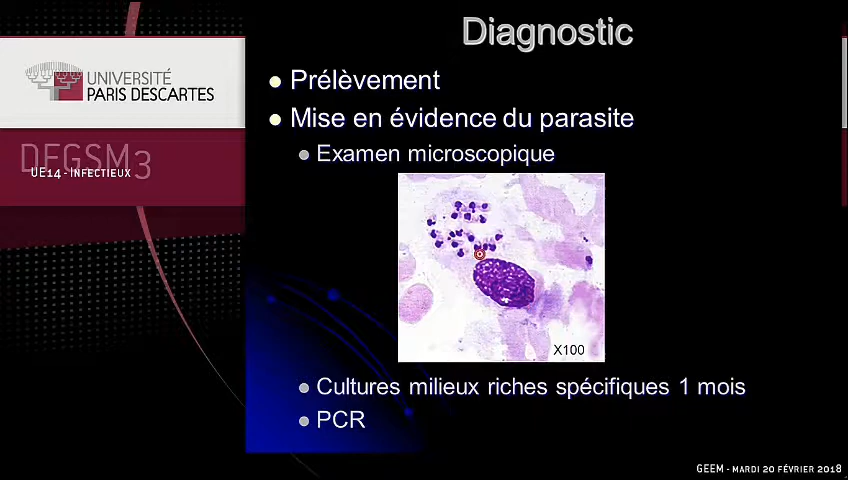 Diagnostic
UNIVERSITÉ
PARIS DESCARTES
DFGSM3
UE14 - INFECTIEUX
Prélèvement
Mise en évidence du parasite
Examen microscopique
X100
Cultures milieux riches spécifiques 1 mois
PCR
GEEM - MARDI 20 FÉVRIER 2018